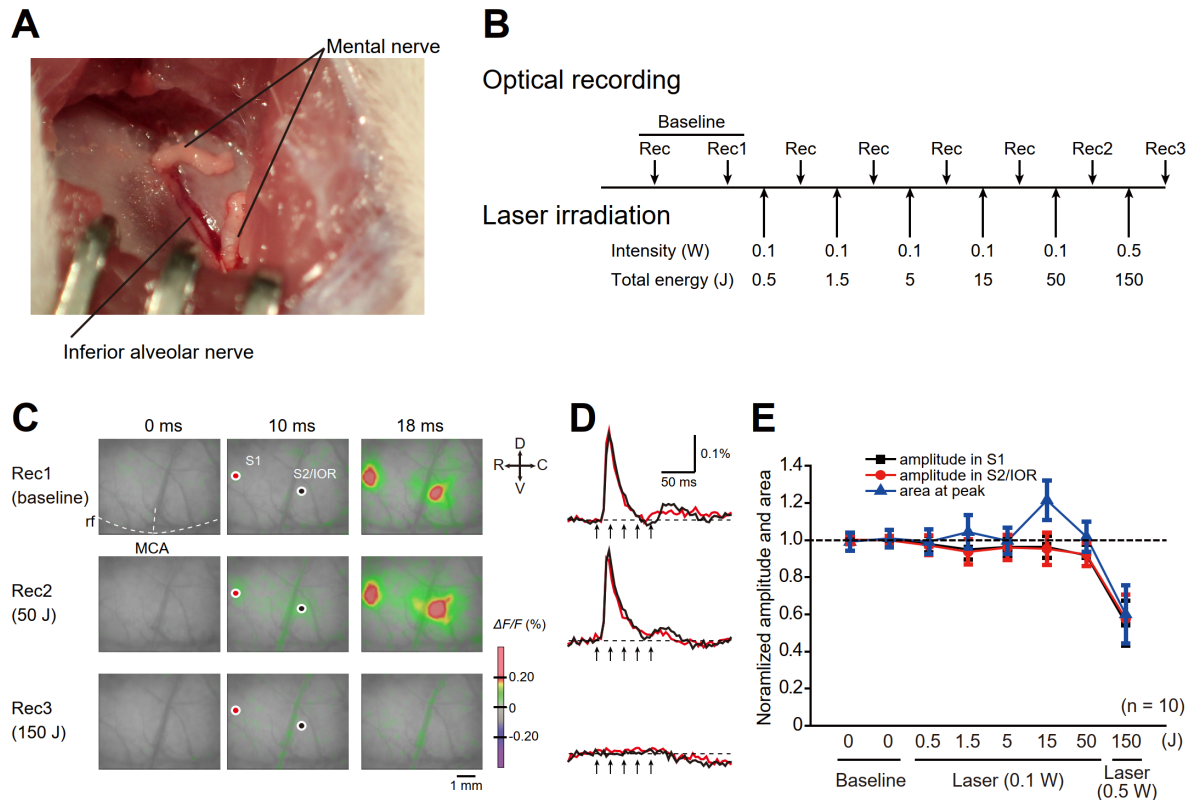 A
Mental nerve
Inferior alveolar nerve
B
Optical recording
Baseline
Rec Rec1 Rec Rec Rec Rec Rec2 Rec3
Laser irradiation
Intensity (W) 0.1 0.1 0.1 0.1 0.1 0.5
Total energy (J) 0.5 1.5 5 15 50 150
C
0 ms 10 ms 18 ms
Rec1
(baseline)
S1
S2/IOR
rf
MCA
D
R C
V
Rec2
(50 J)
Rec3
(150 J)
ΔF/F (%)
0.20
0
-0.20
1 mm
D
0.1%
50 ms
E
amplitude in S1
amplitude in S2/IOR
area at peak
Noramlized amplitude and area
1.4
1.2
1.0
0.8
0.6
0.4
0.2
0
(n = 10)
0 0 0.5 1.5 5 15 50 150 (J)
Baseline Laser (0.1 W) Laser
(0.5 W)